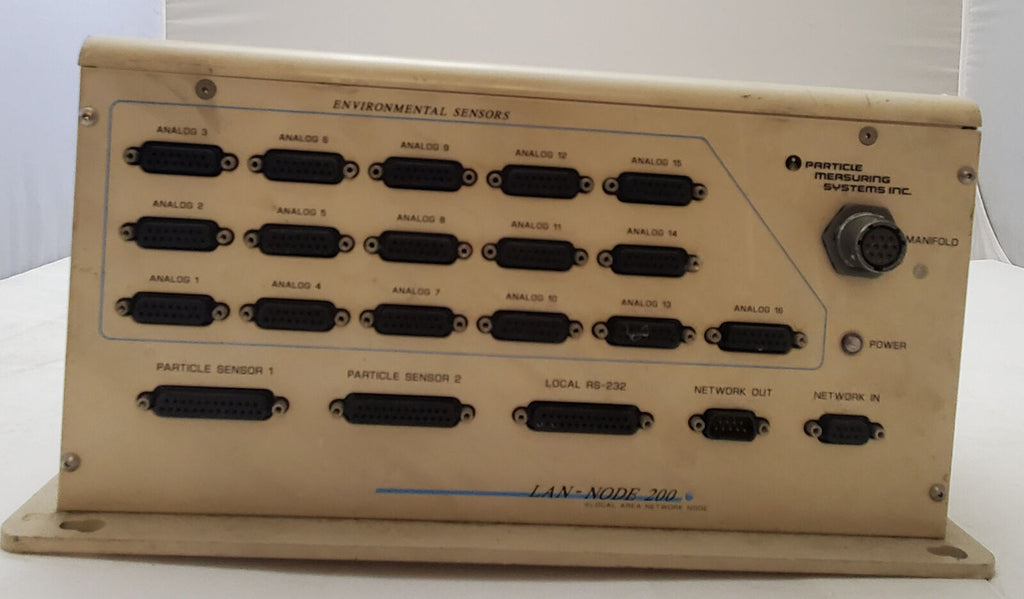 ENVIRONMENTAL SENSORS
ANALOG 3
ANALOG 6
ANALOG 9
ANALOG 12
ANALOG 15
PARTICLE
MEASURING
SYSTEMS INC.
ANALOG 2
ANALOG 5
ANALOG 8
ANALOG 11
ANALOG 14
MANIFOLD
ANALOG 1
ANALOG 4
ANALOG 7
ANALOG 10
ANALOG 13
ANALOG 16
POWER
PARTICLE SENSOR 1
PARTICLE SENSOR 2
LOCAL RS-232
NETWORK OUT
NETWORK IN
LAN-NODE 200
LOCAL AREA NETWORK NODE